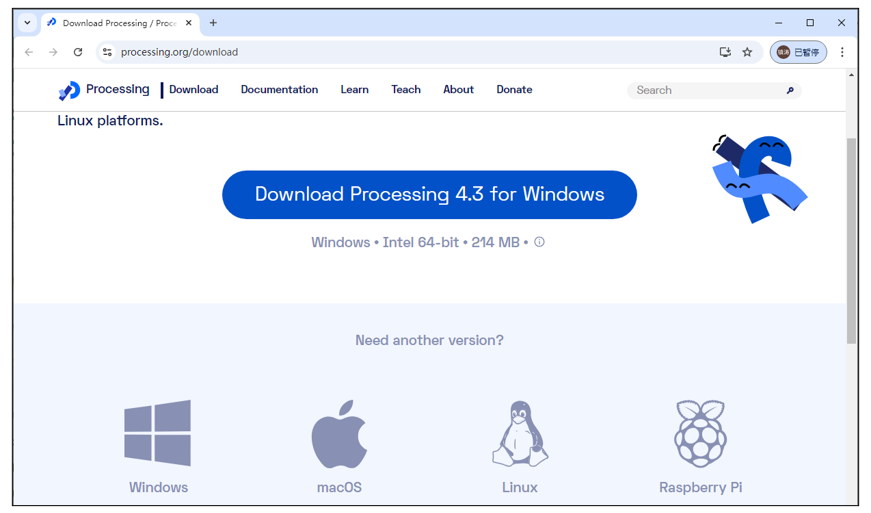 Download Processing / Proce
processing.org/download
已暂停
Processing Download Documentation Learn Teach About Donate Search
Linux platforms.
Download Processing 4.3 for Windows
Windows • Intel 64-bit • 214 MB •
Need another version?
Windows macOS Linux Raspberry Pi